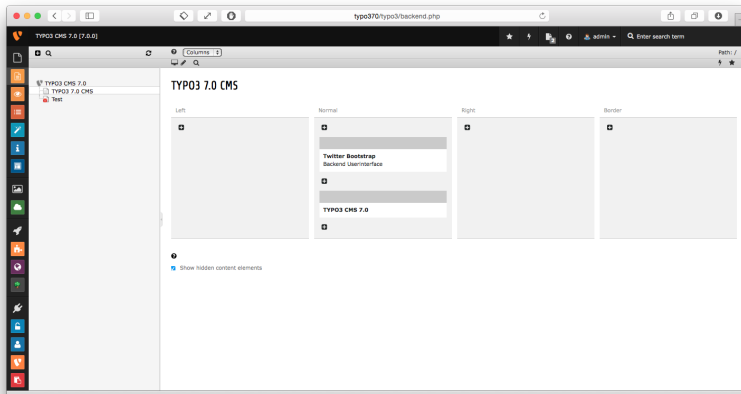 typo370/typo3/backend.php
TYPO3 CMS 7.0 [7.0.0]
admin
Enter search term
Columns
Path: /
TYPO3 CMS 7.0
TYPO3 7.0 CMS
Test
TYPO3 7.0 CMS
Left
Normal
Right
Border
Twitter Bootstrap
Backend Userinterface
TYPO3 CMS 7.0
Show hidden content elements